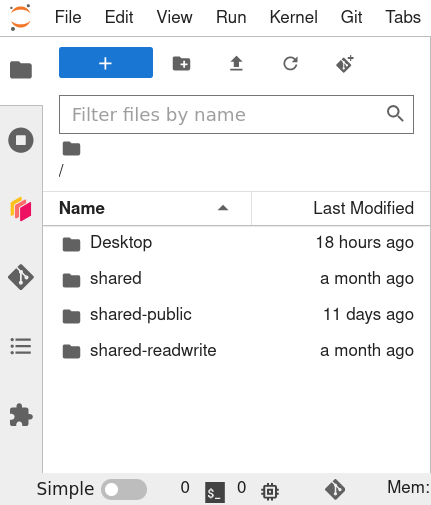 File Edit View Run Kernel Git Tabs
Filter files by name
/
Name Last Modified
Desktop 18 hours ago
shared a month ago
shared-public 11 days ago
shared-readwrite a month ago
Simple 0 $_ 0 Mem: